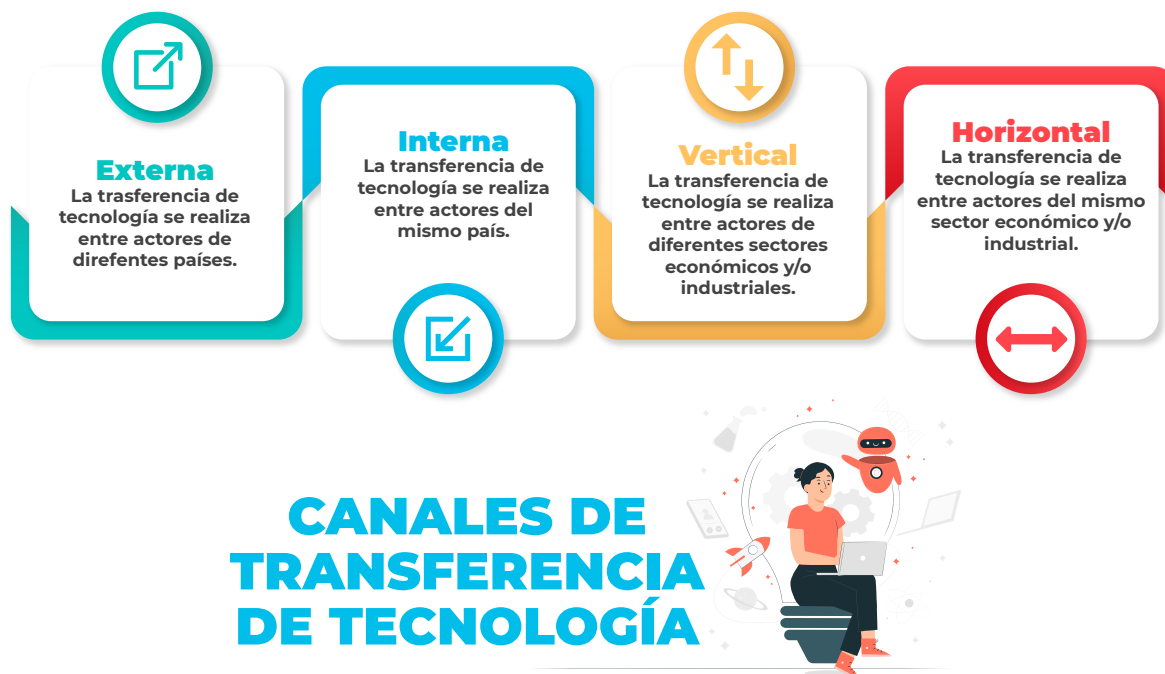 Externa
La trasferencia de
tecnología se realiza
entre actores de
direfentes países.
Interna
La transferencia de
tecnología se realiza
entre actores del
mismo país.
Vertical
La transferencia de
tecnología se realiza
entre actores de
diferentes sectores
económicos y/o
industriales.
Horizontal
La transferencia de
tecnología se realiza
entre actores del mismo
sector económico y/o
industrial.
CANALES DE
TRANSFERENCIA
DE TECNOLOGÍA